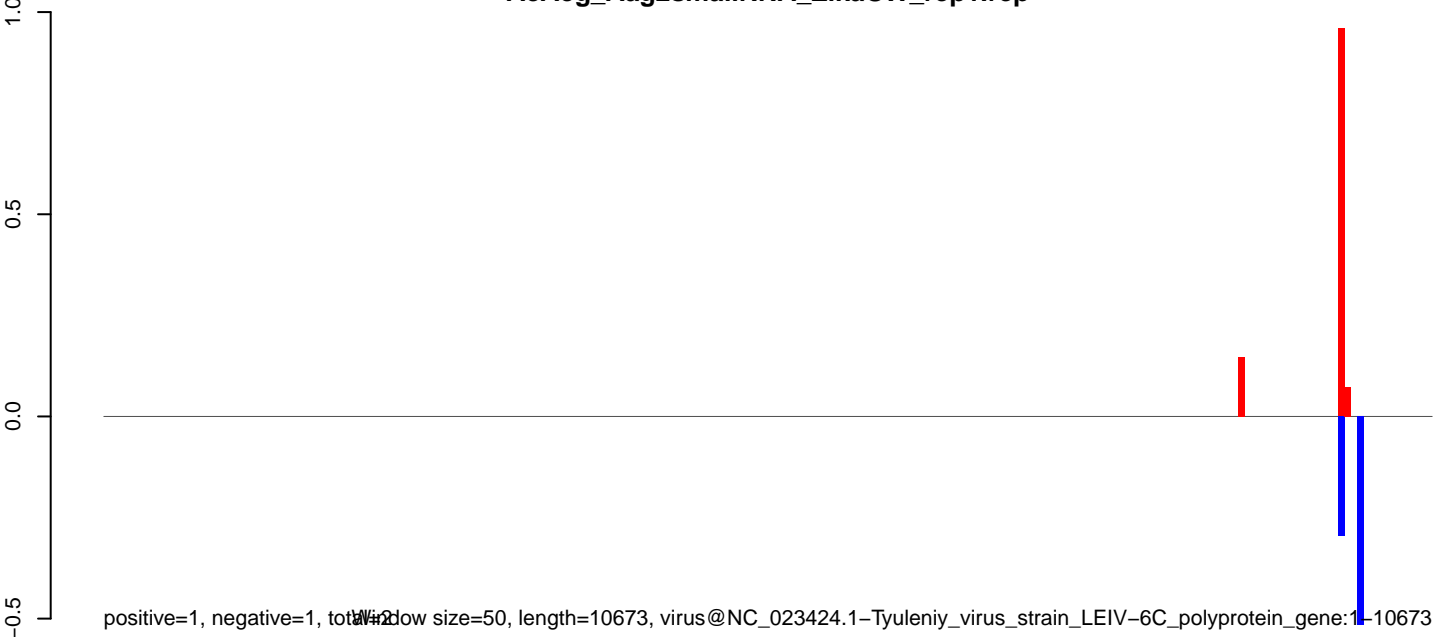 1.0
0.5
0.0
−0.5
positive=1, negative=1, total=2
Window size=50, length=10673, virus@NC_023424.1−Tyuleniy_virus_strain_LEIV−6C_polyprotein_gene:1−10673